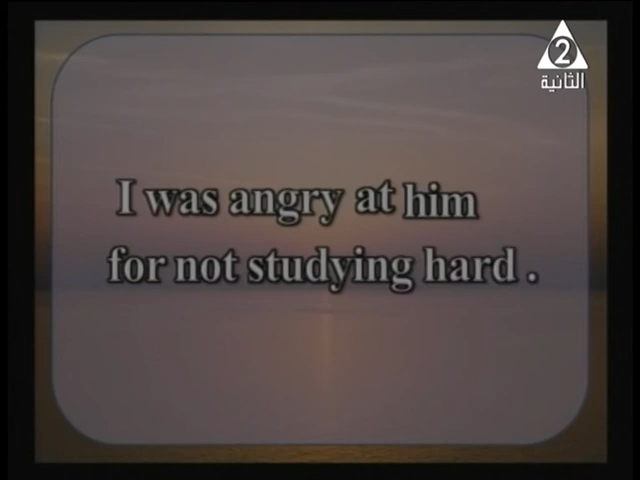 2
الثانية
I was angry at him
for not studying hard .